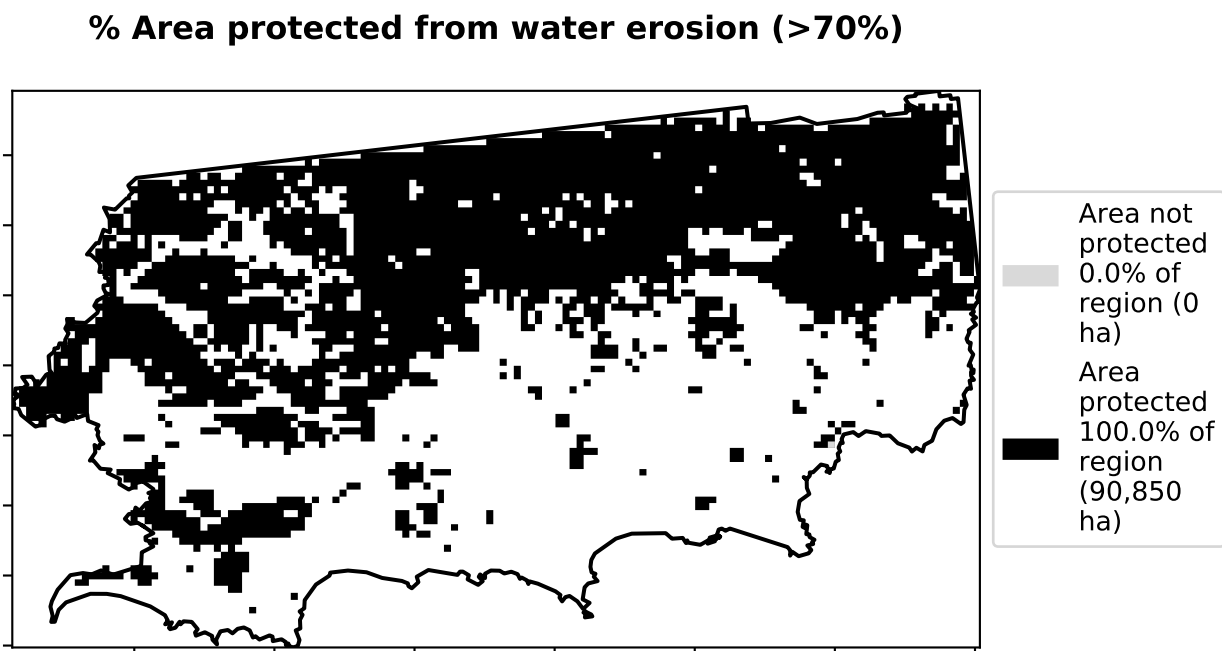 % Area protected from water erosion (>70%)
Area not
protected
0.0% of
region (0
ha)
Area
protected
100.0% of
region
(90,850
ha)